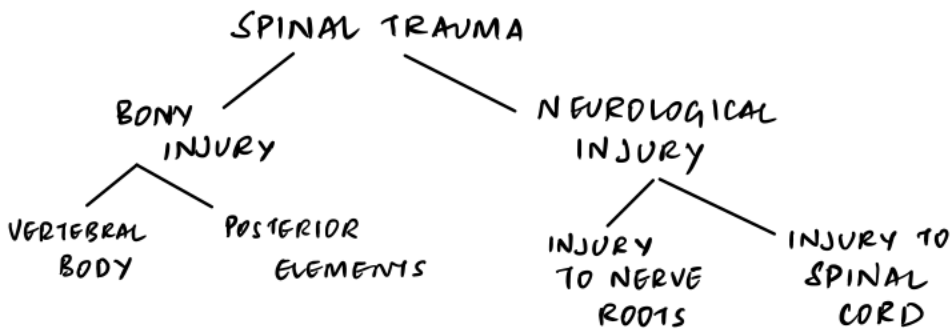 SPINAL TRAUMA
BONY
INJURY
NEUROLOGICAL
INJURY
VERTEBRAL
BODY
POSTERIOR
ELEMENTS
INJURY
TO NERVE
ROOTS
INJURY TO
SPINAL
CORD